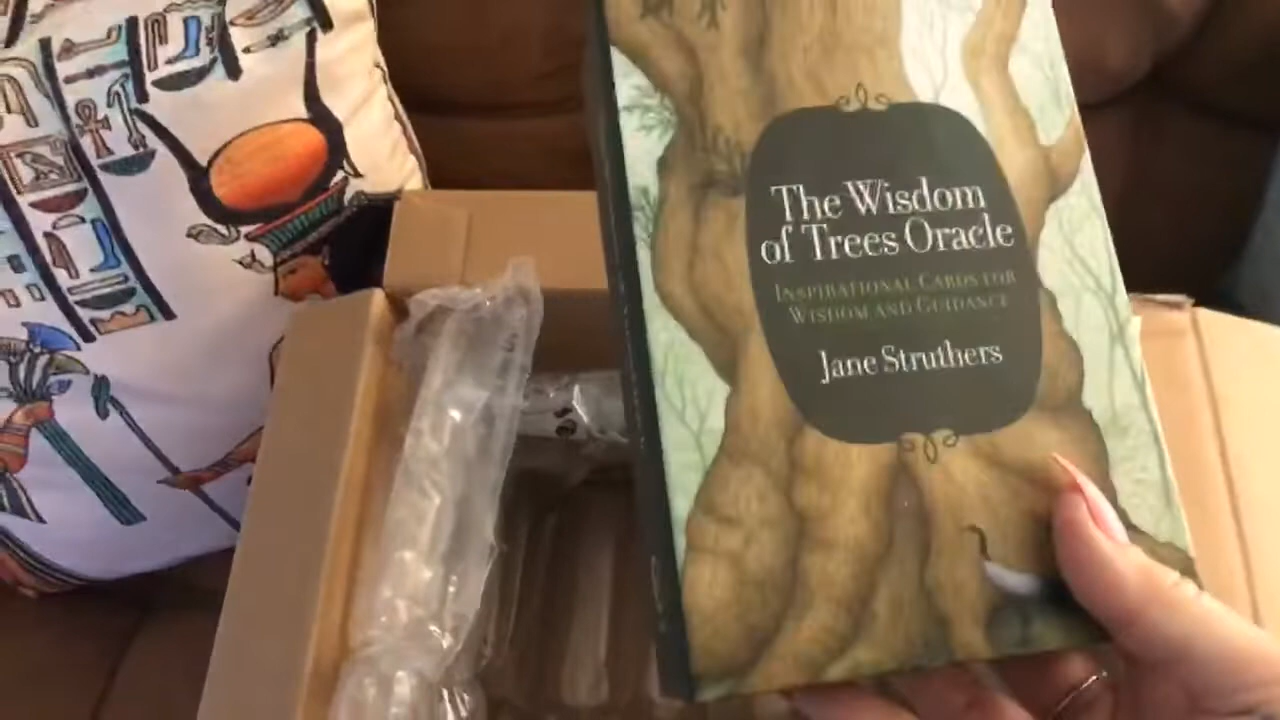 The Wisdom
of Trees Oracle
Inspirational Cards for
Wisdom and Guidance
Jane Struthers